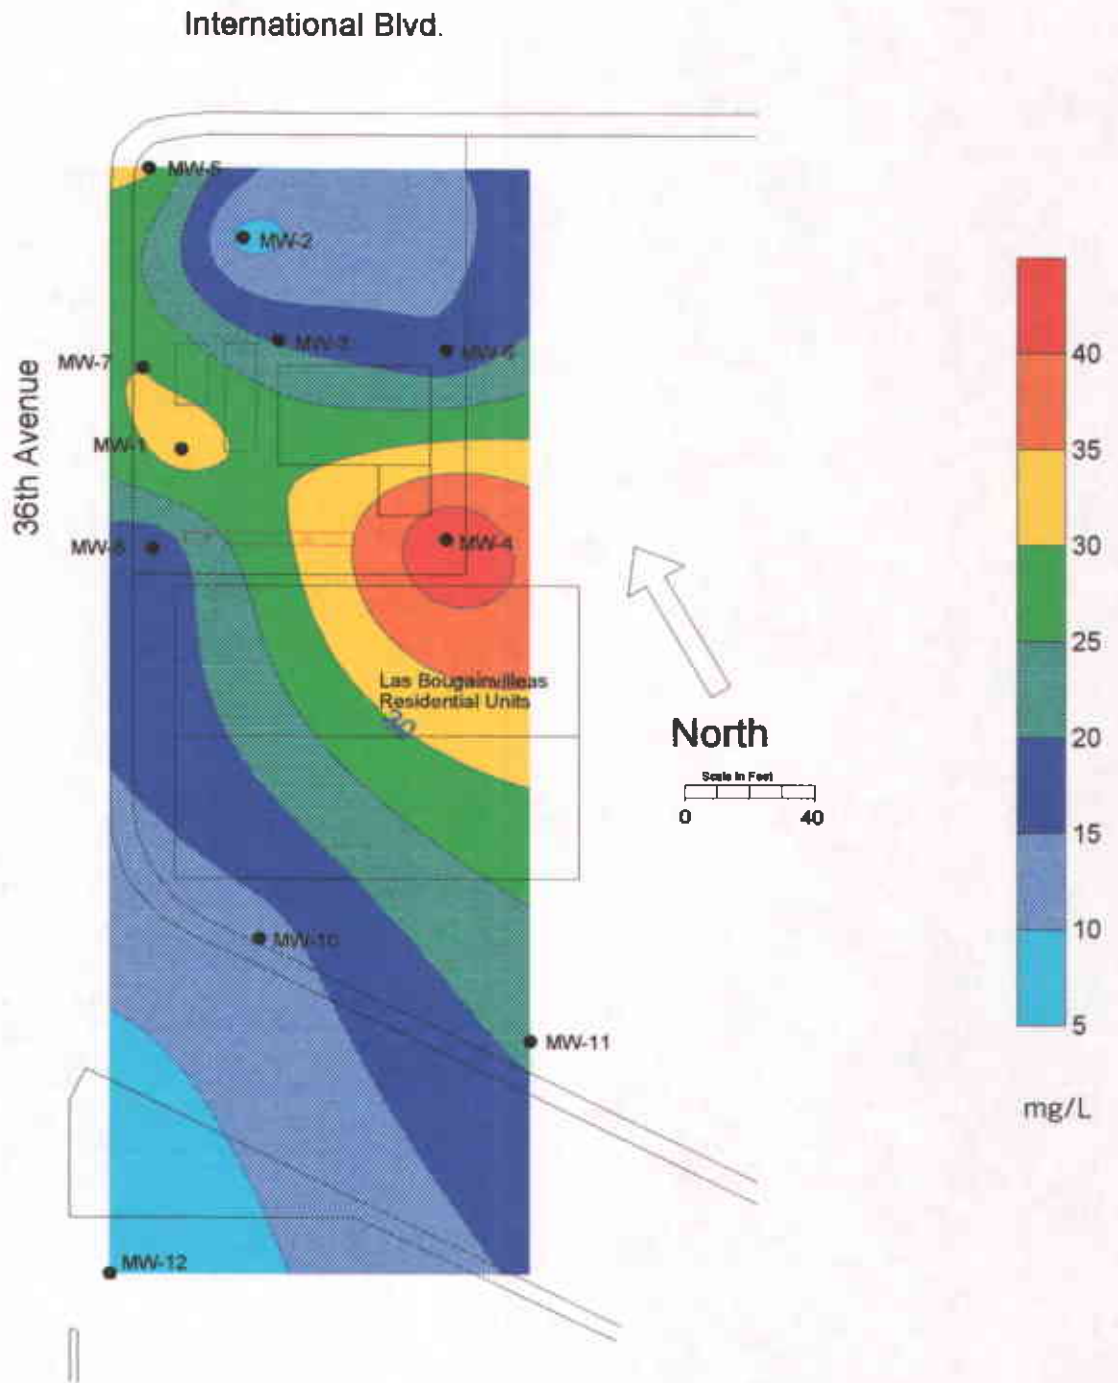 International Blvd.
MW-5
MW-2
MW-3
MW-6
MW-7
36th Avenue
MW-1
MW-8
MW-4
Las Bougainvilleas
Residential Units
30
North
Scale in Feet
0 40
MW-10
MW-11
MW-12
40
35
30
25
20
15
10
5
mg/L